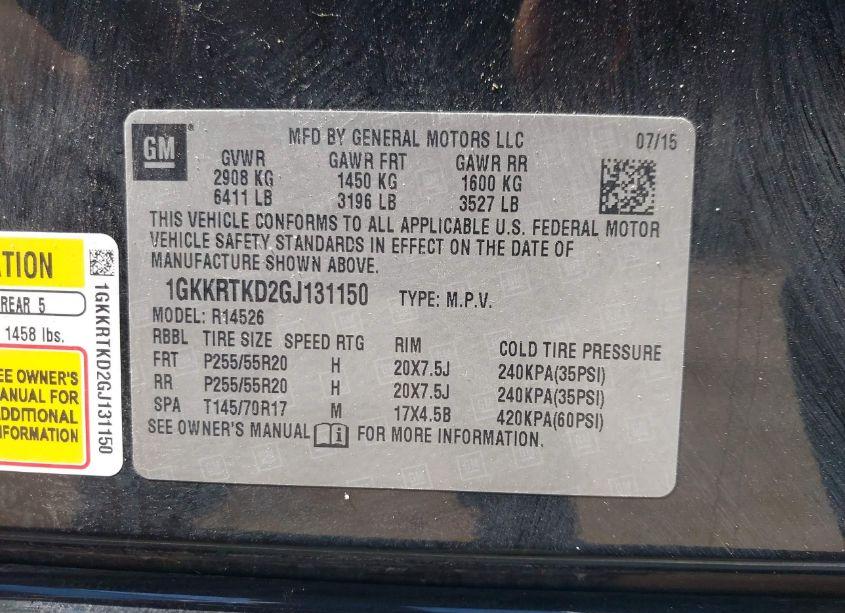 GM
MFD BY GENERAL MOTORS LLC 07/15
GVWR GAWR FRT GAWR RR
2908 KG 1450 KG 1600 KG
6411 LB 3196 LB 3527 LB
THIS VEHICLE CONFORMS TO ALL APPLICABLE U.S. FEDERAL MOTOR
VEHICLE SAFETY STANDARDS IN EFFECT ON THE DATE OF
MANUFACTURE SHOWN ABOVE.
1GKKRTKD2GJ131150 TYPE: M.P.V.
MODEL: R14526
RBBL TIRE SIZE SPEED RTG RIM COLD TIRE PRESSURE
FRT P255/55R20 H 20X7.5J 240KPA(35PSI)
RR P255/55R20 H 20X7.5J 240KPA(35PSI)
SPA T145/70R17 M 17X4.5B 420KPA(60PSI)
SEE OWNER'S MANUAL FOR MORE INFORMATION.
ATION
REAR 5
1458 lbs.
EE OWNER'S
ANUAL FOR
ADDITIONAL
FORMATION
1GKKRTKD2GJ131150